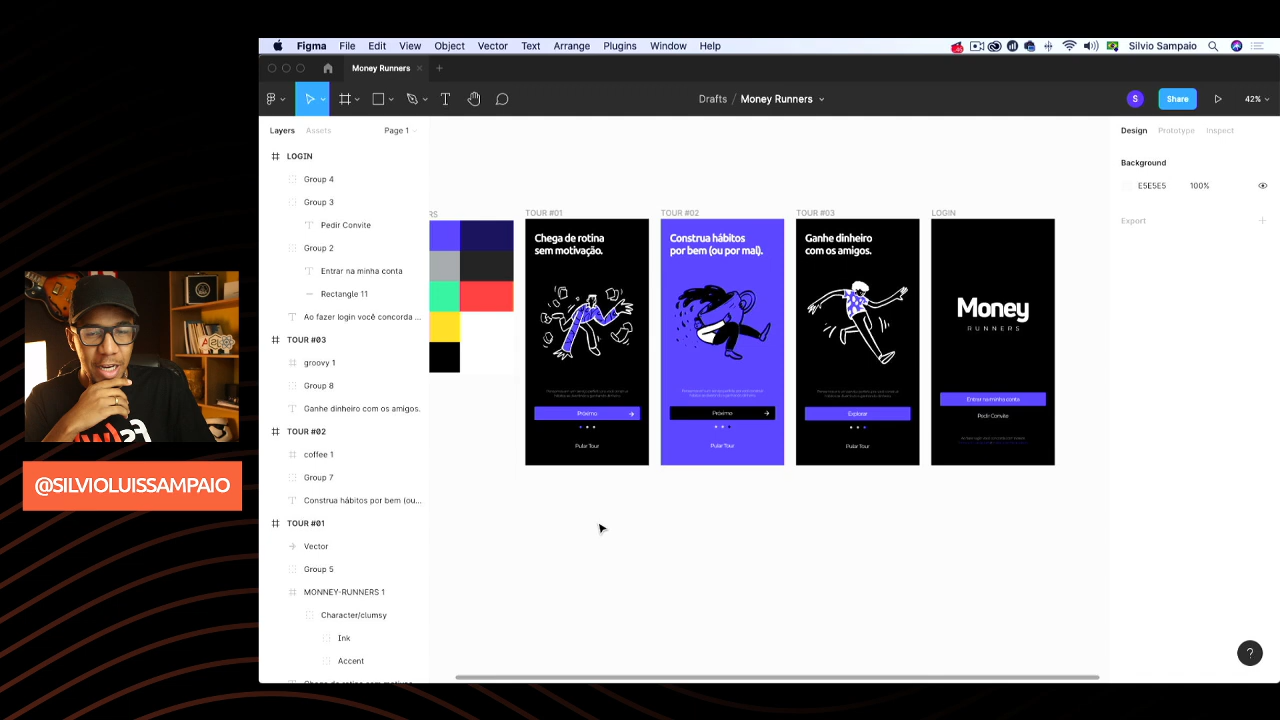 Figma File Edit View Object Vector Text Arrange Plugins Window Help Silvio Sampaio
Money Runners
Drafts / Money Runners
S Share 42%
Layers Assets Page 1
Design Prototype Inspect
Background
E5E5E5 100%
Export
LOGIN
Group 4
Group 3
Pedir Convite
Group 2
Entrar na minha conta
Rectangle 11
Ao fazer login você concorda ...
TOUR #03
groovy 1
Group 8
Ganhe dinheiro com os amigos.
TOUR #02
coffee 1
Group 7
Construa hábitos por bem (ou...
TOUR #01
Vector
Group 5
MONNEY-RUNNERS 1
Character/clumsy
Ink
Accent
RS
TOUR #01
Chega de rotina
sem motivação.
Próximo
Pular Tour
TOUR #02
Construa hábitos
por bem (ou por mal).
Próximo
Pular Tour
TOUR #03
Ganhe dinheiro
com os amigos.
Explorar
Pular Tour
LOGIN
Money
RUNNERS
Entrar na minha conta
Pedir Convite
?
@SILVIOLUISSAMPAIO